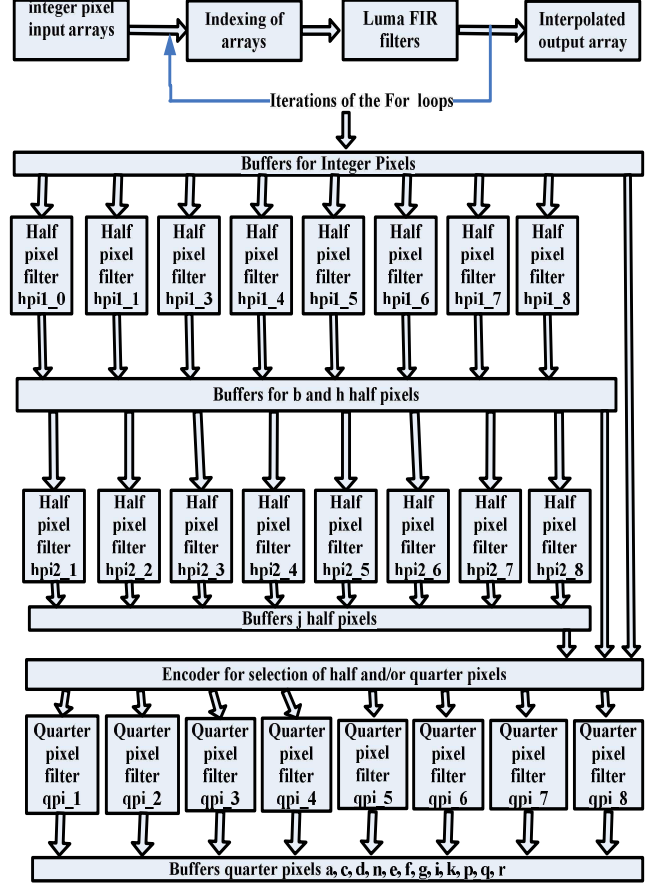 integer pixel
input arrays
Indexing of
arrays
Luma FIR
filters
Interpolated
output array
Iterations of the For loops
Buffers for Integer Pixels
Half
pixel
filter
hpi1_0
Half
pixel
filter
hpi1_1
Half
pixel
filter
hpi1_3
Half
pixel
filter
hpi1_4
Half
pixel
filter
hpi1_5
Half
pixel
filter
hpi1_6
Half
pixel
filter
hpi1_7
Half
pixel
filter
hpi1_8
Buffers for b and h half pixels
Half
pixel
filter
hpi2_1
Half
pixel
filter
hpi2_2
Half
pixel
filter
hpi2_3
Half
pixel
filter
hpi2_4
Half
pixel
filter
hpi2_5
Half
pixel
filter
hpi2_6
Half
pixel
filter
hpi2_7
Half
pixel
filter
hpi2_8
Buffers j half pixels
Encoder for selection of half and/or quarter pixels
Quarter
pixel
filter
qpi_1
Quarter
pixel
filter
qpi_2
Quarter
pixel
filter
qpi_3
Quarter
pixel
filter
qpi_4
Quarter
pixel
filter
qpi_5
Quarter
pixel
filter
qpi_6
Quarter
pixel
filter
qpi_7
Quarter
pixel
filter
qpi_8
Buffers quarter pixels a, c, d, n, e, f, g, i, k, p, q, r